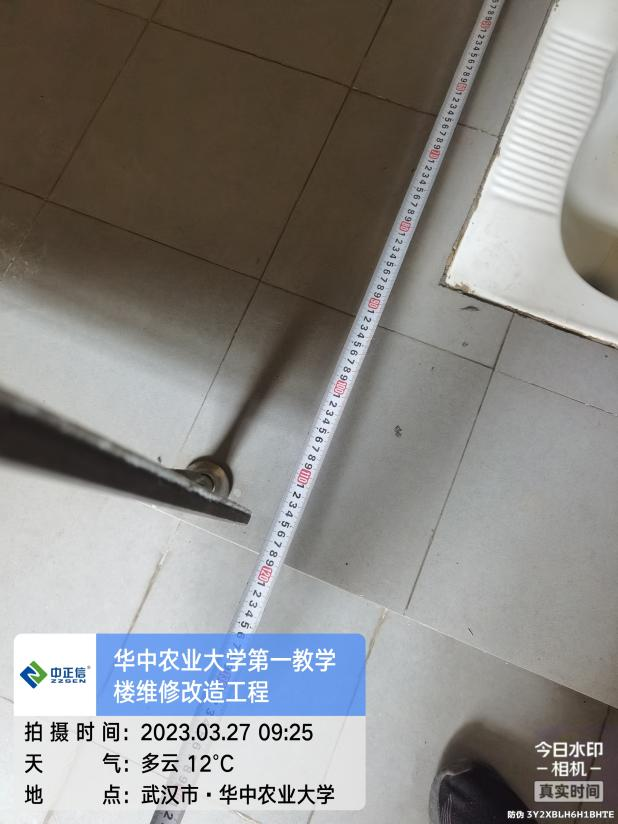 100
110
120
中正信®
ZZGEN
华中农业大学第一教学
楼维修改造工程
拍摄时间：2023.03.27 09:25
天气：多云 12℃
地点：武汉市·华中农业大学
今日水印
-相机-
真实时间
防伪 3Y2XBLH6H1BHTE